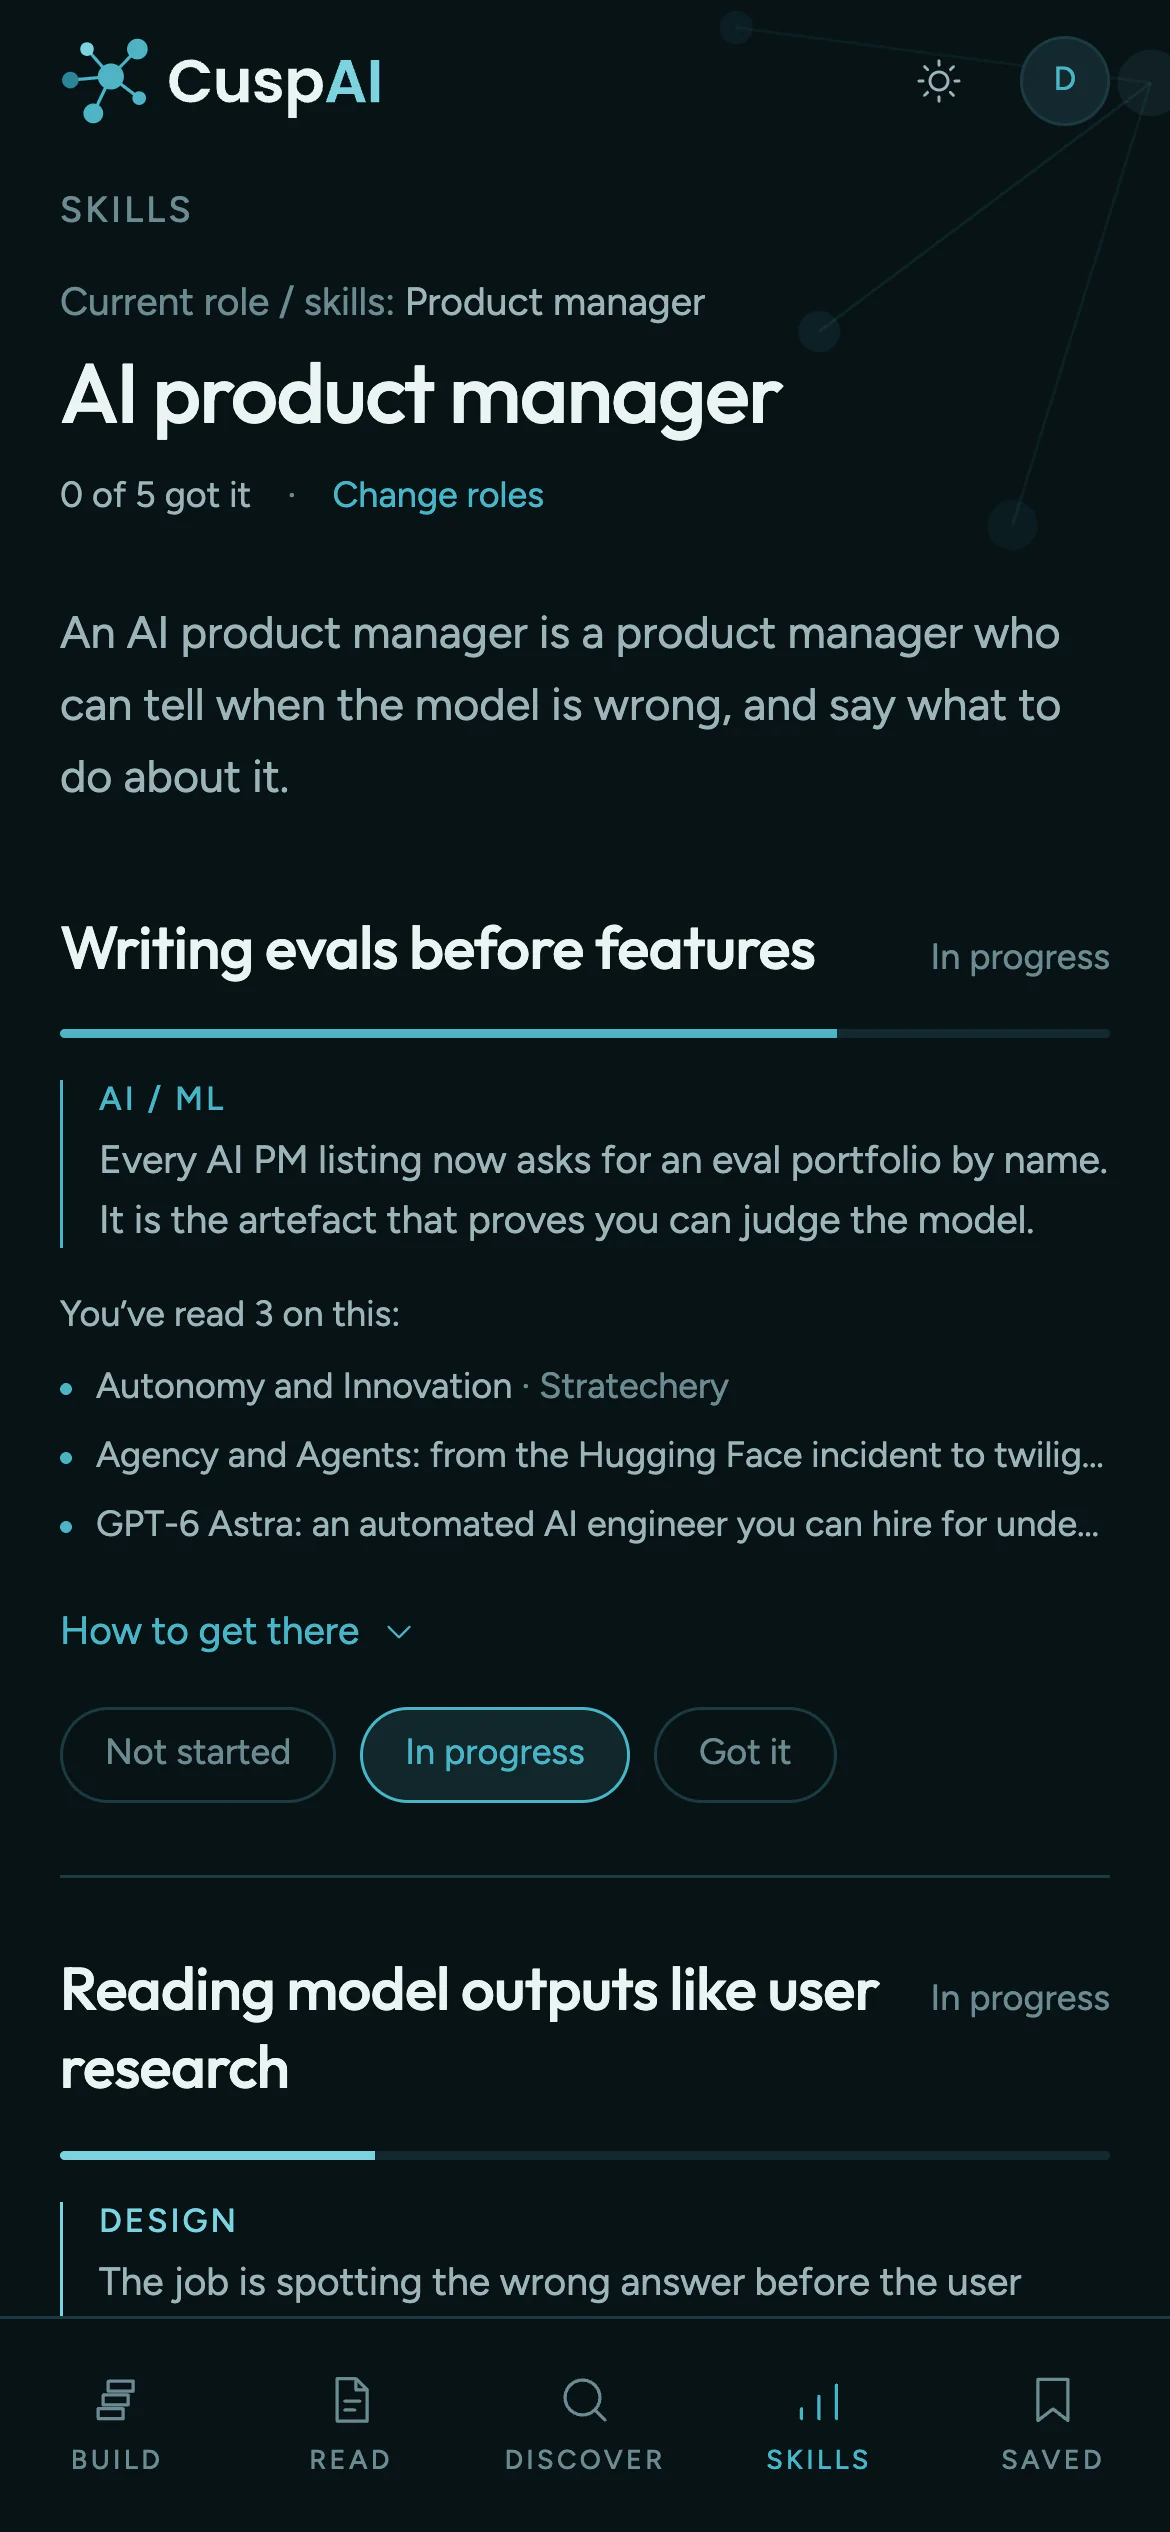 CuspAI
D
SKILLS
Current role / skills: Product manager
AI product manager
0 of 5 got it · Change roles
An AI product manager is a product manager who
can tell when the model is wrong, and say what to
do about it.
Writing evals before features
In progress
AI / ML
Every AI PM listing now asks for an eval portfolio by name.
It is the artefact that proves you can judge the model.
You’ve read 3 on this:
Autonomy and Innovation · Stratechery
Agency and Agents: from the Hugging Face incident to twilig...
GPT-6 Astra: an automated AI engineer you can hire for unde...
How to get there
Not started
In progress
Got it
Reading model outputs like user
research
In progress
DESIGN
The job is spotting the wrong answer before the user
BUILD
READ
DISCOVER
SKILLS
SAVED